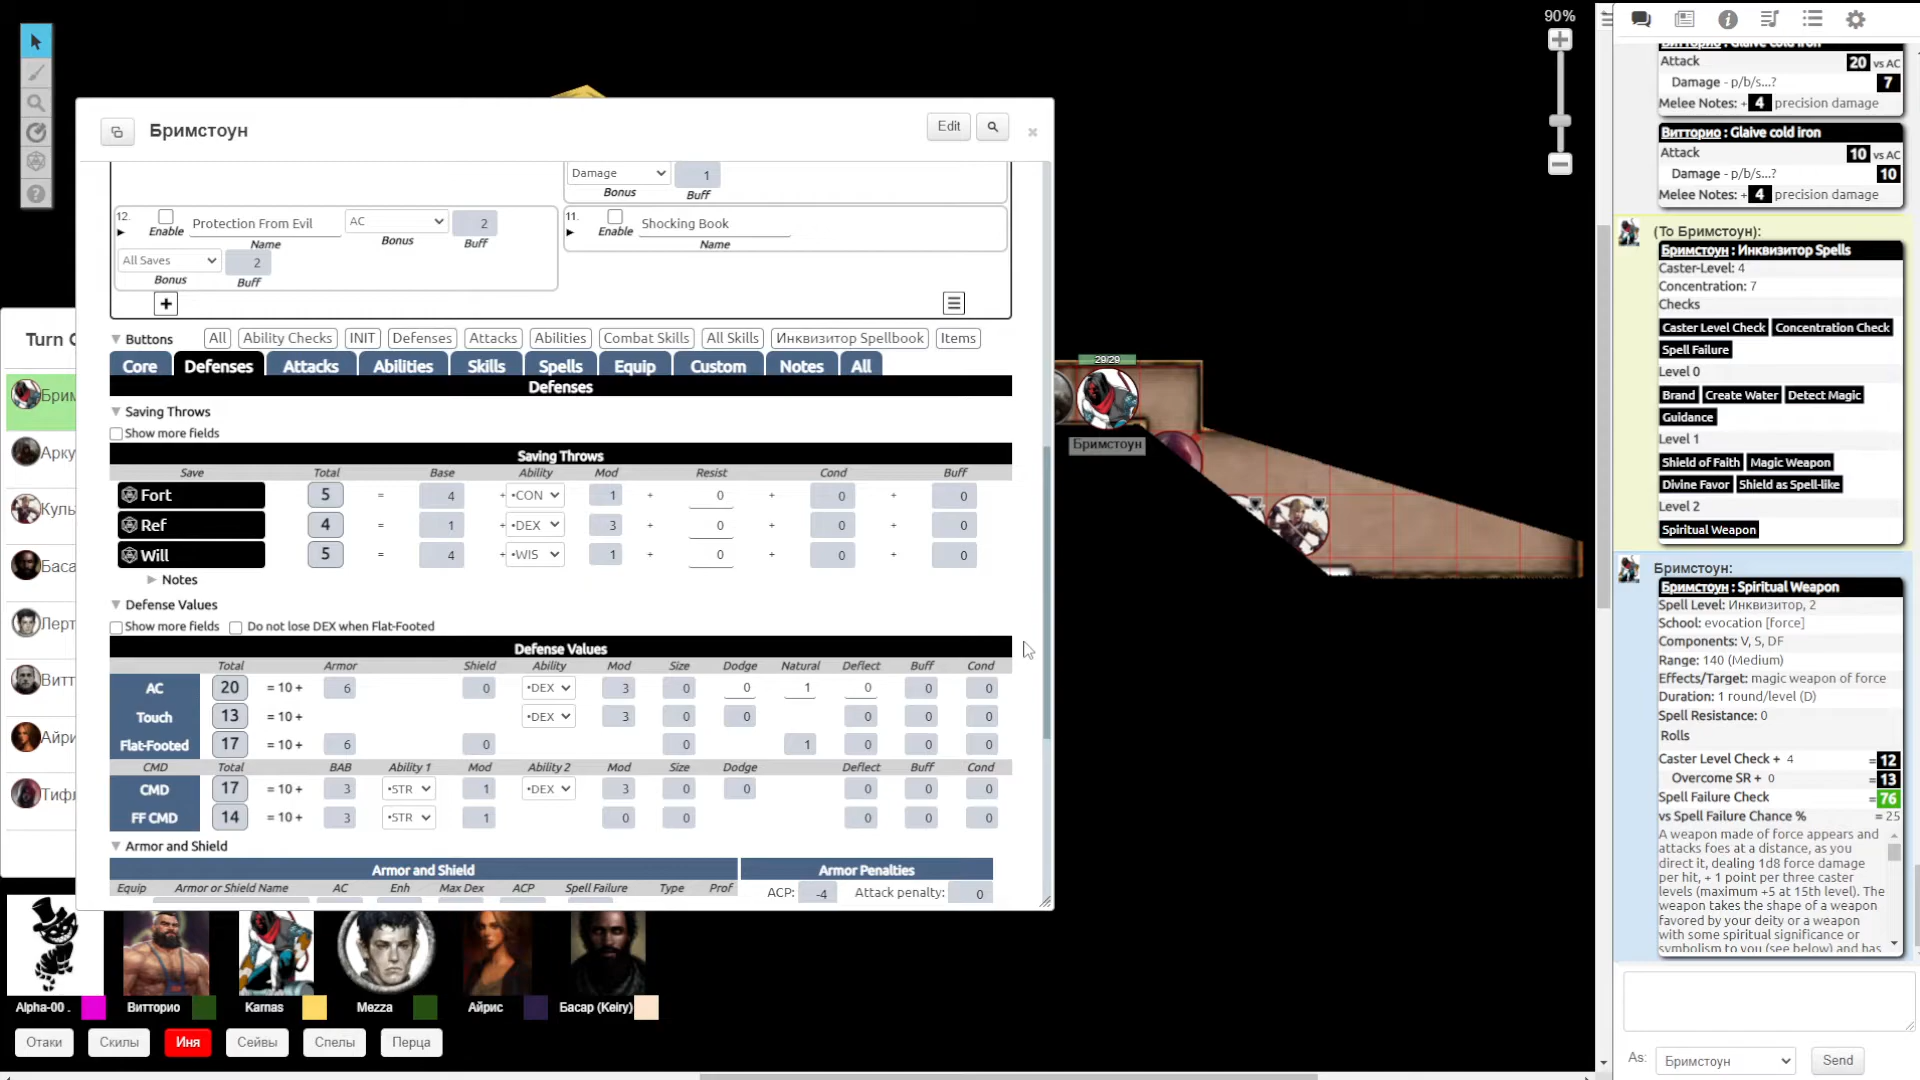 90%
Бримстоун
Edit
Damage
1
Bonus
Buff
12.
Enable
Protection From Evil
Name
AC
Bonus
2
Buff
11.
Enable
Shocking Book
Name
All Saves
Bonus
2
Buff
Buttons
All
Ability Checks
INIT
Defenses
Attacks
Abilities
Combat Skills
All Skills
Инквизитор Spellbook
Items
Core
Defenses
Attacks
Abilities
Skills
Spells
Equip
Custom
Notes
All
Defenses
Saving Throws
Show more fields
Saving Throws
Save Total Base Ability Mod Resist Cond Buff
Fort 5 = 4 + •CON 1 + 0 + 0 + 0
Ref 4 = 1 + •DEX 3 + 0 + 0 + 0
Will 5 = 4 + •WIS 1 + 0 + 0 + 0
Notes
Defense Values
Show more fields
Do not lose DEX when Flat-Footed
Defense Values
Total Armor Shield Ability Mod Size Dodge Natural Deflect Buff Cond
AC 20 = 10 + 6 0 •DEX 3 0 0 1 0 0 0
Touch 13 = 10 + •DEX 3 0 0 0 0 0
Flat-Footed 17 = 10 + 6 0 0 1 0 0 0
CMD Total BAB Ability 1 Mod Ability 2 Mod Size Dodge Deflect Buff Cond
CMD 17 = 10 + 3 •STR 1 •DEX 3 0 0 0 0 0
FF CMD 14 = 10 + 3 •STR 1 0 0 0 0 0
Armor and Shield
Armor and Shield
Armor Penalties
Equip Armor or Shield Name AC Enh Max Dex ACP Spell Failure Type Prof
ACP: -4 Attack penalty: 0
Turn
Брим
Арку
Куль
Баса
Лерт
Витт
Айри
Тифл
29/29
Бримстоун
Alpha-00 .
Витторио
Karnas
Mezza
Айрис
Басар (Keiry)
Отаки
Скилы
Иня
Сейвы
Спелы
Перца
Витторио : Glaive cold iron
Attack 20 vs AC
Damage - p/b/s...? 7
Melee Notes: + 4 precision damage
Витторио : Glaive cold iron
Attack 10 vs AC
Damage - p/b/s...? 10
Melee Notes: + 4 precision damage
(To Бримстоун):
Бримстоун : Инквизитор Spells
Caster-Level: 4
Concentration: 7
Checks
Caster Level Check
Concentration Check
Spell Failure
Level 0
Brand
Create Water
Detect Magic
Guidance
Level 1
Shield of Faith
Magic Weapon
Divine Favor
Shield as Spell-like
Level 2
Spiritual Weapon
Бримстоун:
Бримстоун : Spiritual Weapon
Spell Level: Инквизитор, 2
School: evocation [force]
Components: V, S, DF
Range: 140 (Medium)
Effects/Target: magic weapon of force
Duration: 1 round/level (D)
Spell Resistance: 0
Rolls
Caster Level Check + 4 =12
Overcome SR + 0 =13
Spell Failure Check =76
vs Spell Failure Chance % = 25
A weapon made of force appears and
attacks foes at a distance, as you
direct it, dealing 1d8 force damage
per hit, + 1 point per three caster
levels (maximum +5 at 15th level). The
weapon takes the shape of a weapon
favored by your deity or a weapon
with some spiritual significance or
symbolism to you (see below) and has
As:
Бримстоун
Send